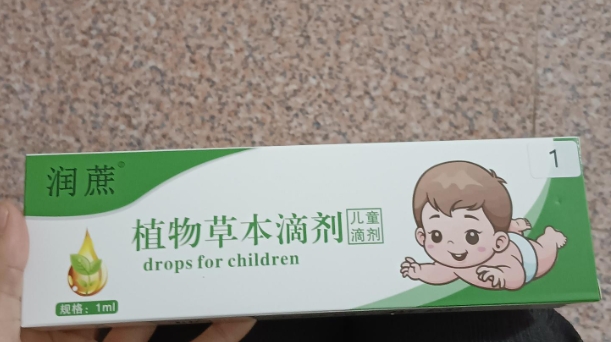 润蔗®
1
植物草本滴剂
儿童
滴剂
drops for children
规格：1ml